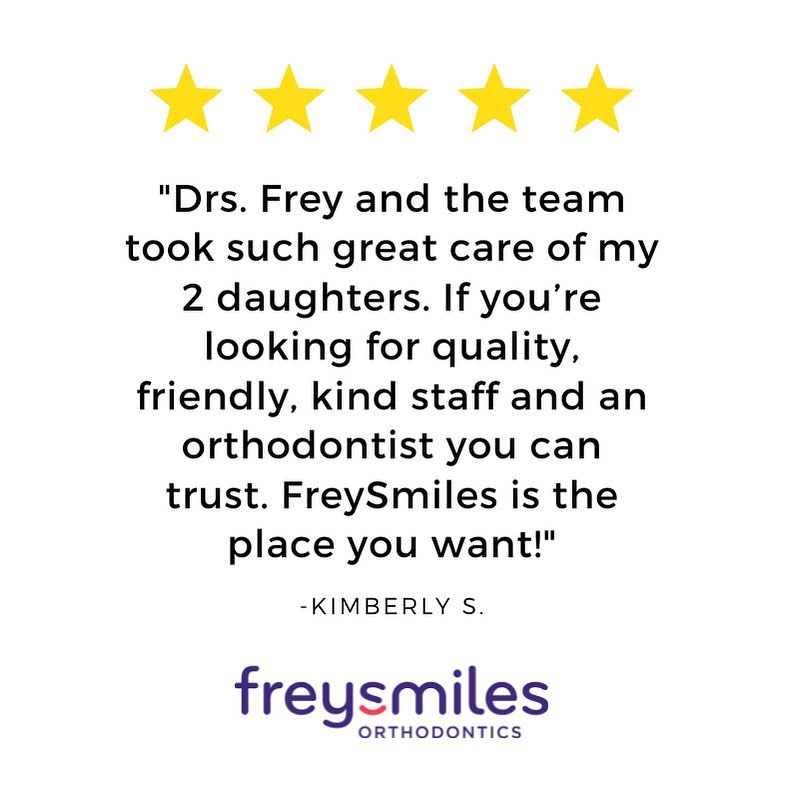 "Drs. Frey and the team
took such great care of my
2 daughters. If you’re
looking for quality,
friendly, kind staff and an
orthodontist you can
trust. FreySmiles is the
place you want!"
-KIMBERLY S.
freysmiles
ORTHODONTICS